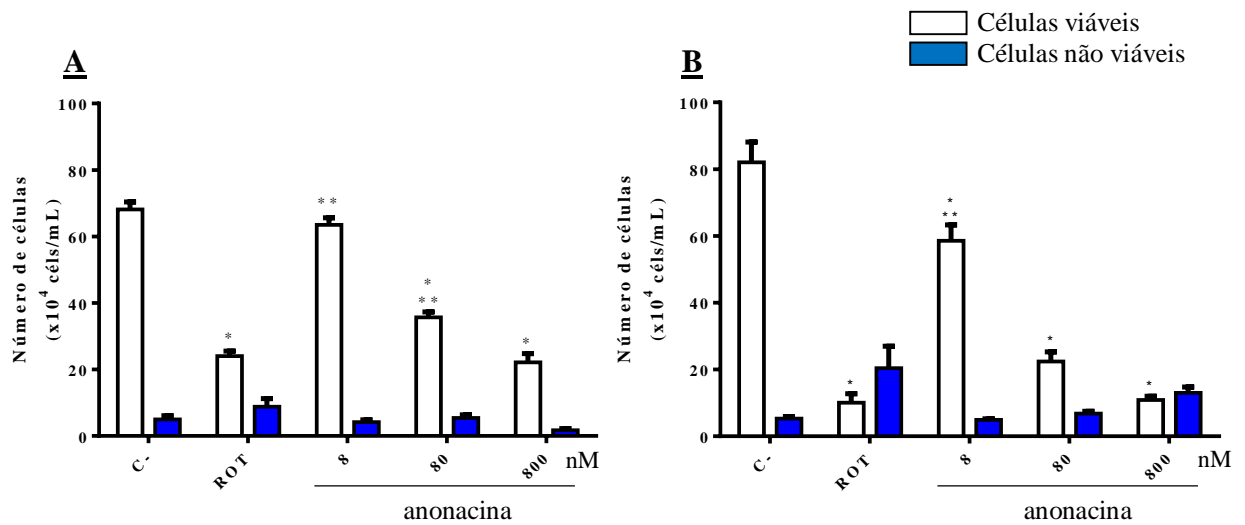 Células viáveis
Células não viáveis
A
Número de células
(x10⁴ céls/mL)
100
80
60
40
20
0
*
**
*
**
*
C-
ROT
8
80
800
nM
anonacina
B
Número de células
(x10⁴ céls/mL)
100
80
60
40
20
0
*
*
**
*
*
C-
ROT
8
80
800
nM
anonacina